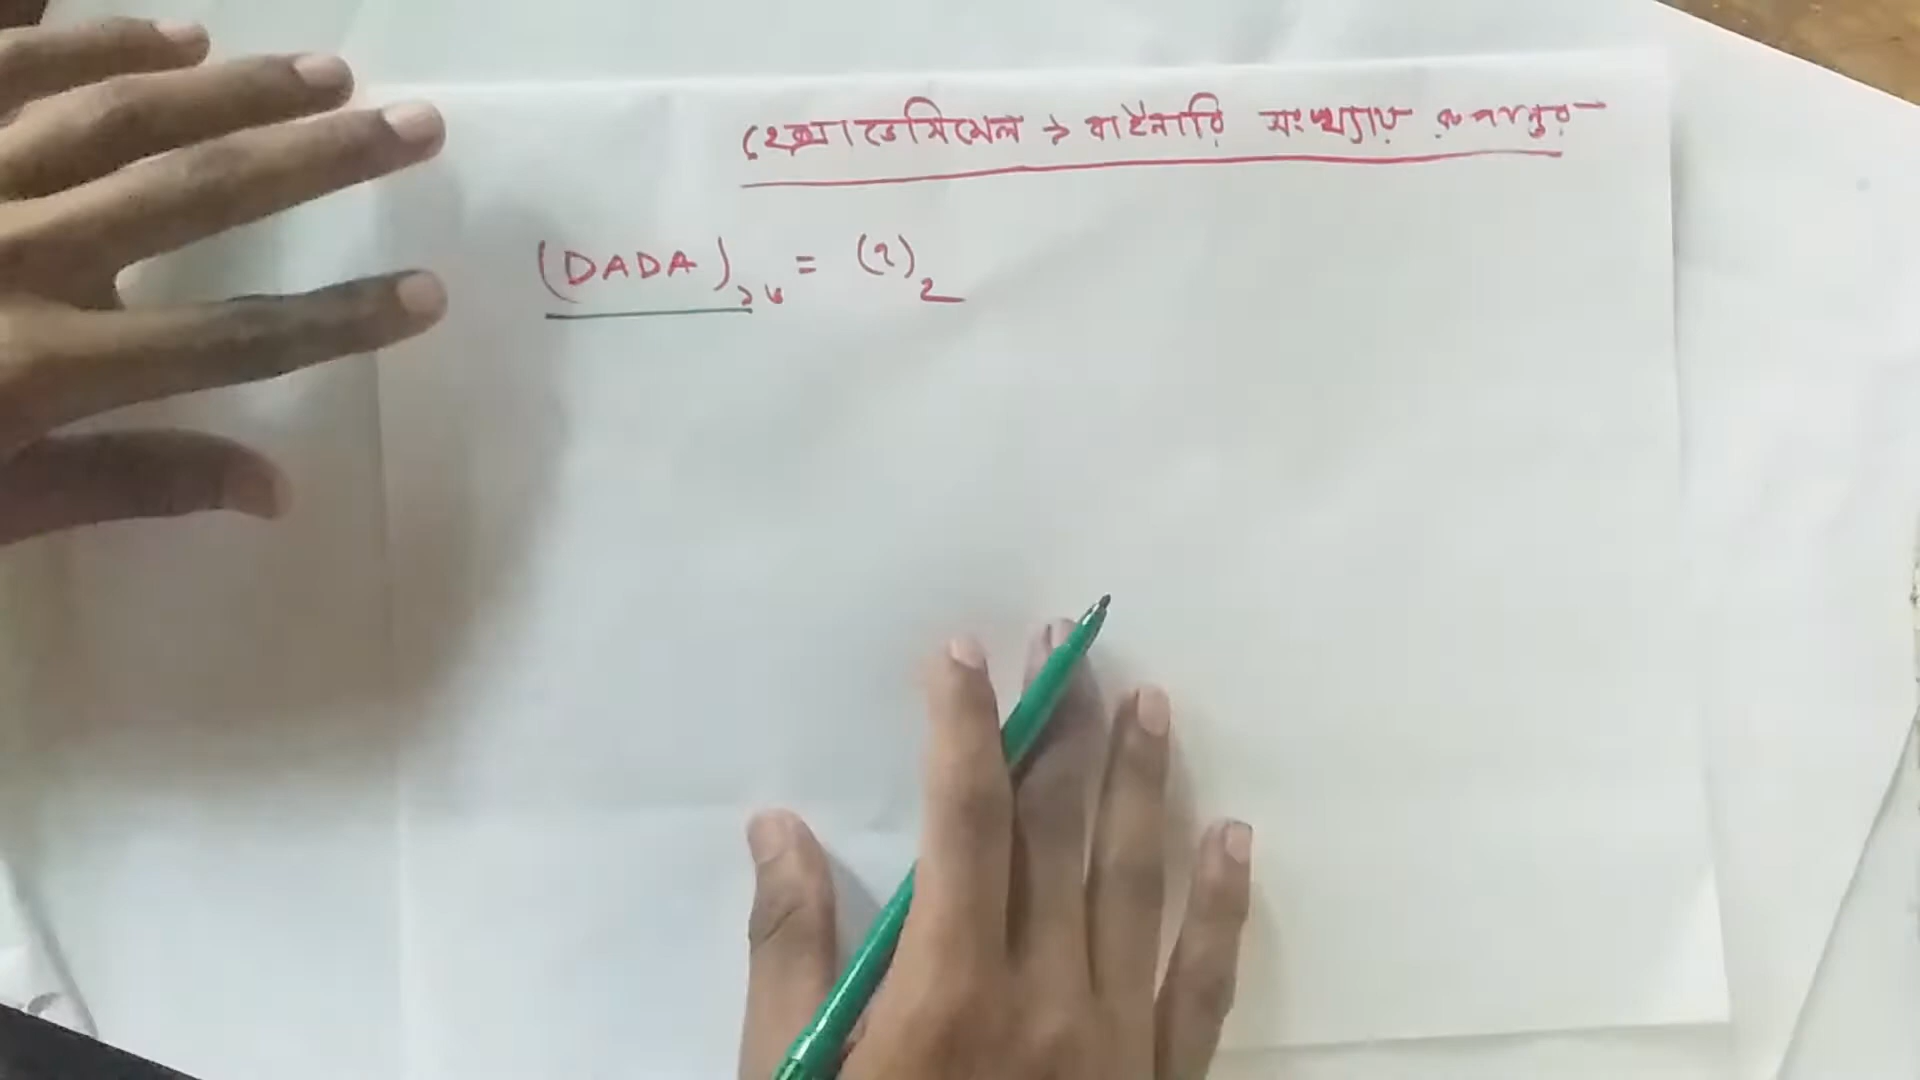 হেক্সাডেসিমেল → বাইনারি সংখ্যায় রূপান্তর -
(DADA)₁₆ = (?)₂